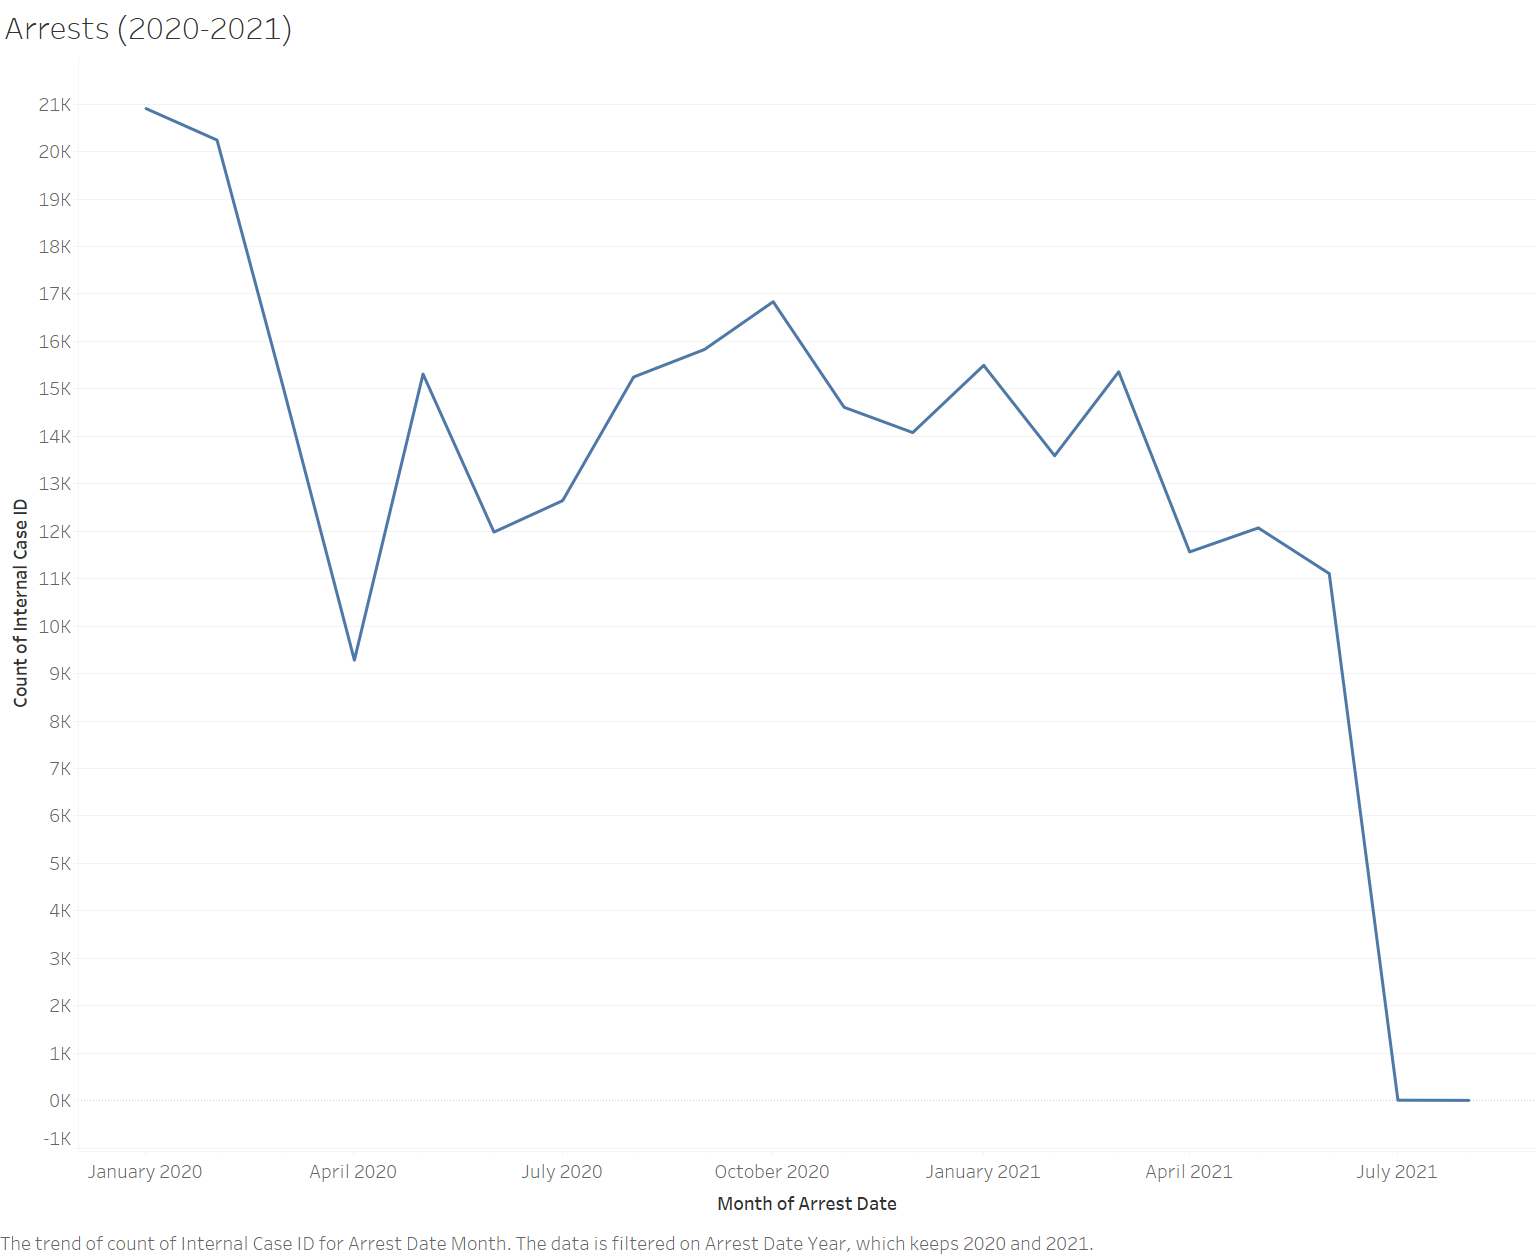 Arrests (2020-2021)
21K
20K
19K
18K
17K
16K
15K
14K
13K
12K
11K
10K
9K
8K
7K
6K
5K
4K
3K
2K
1K
0K
-1K
Count of Internal Case ID
January 2020 April 2020 July 2020 October 2020 January 2021 April 2021 July 2021
Month of Arrest Date
The trend of count of Internal Case ID for Arrest Date Month. The data is filtered on Arrest Date Year, which keeps 2020 and 2021.